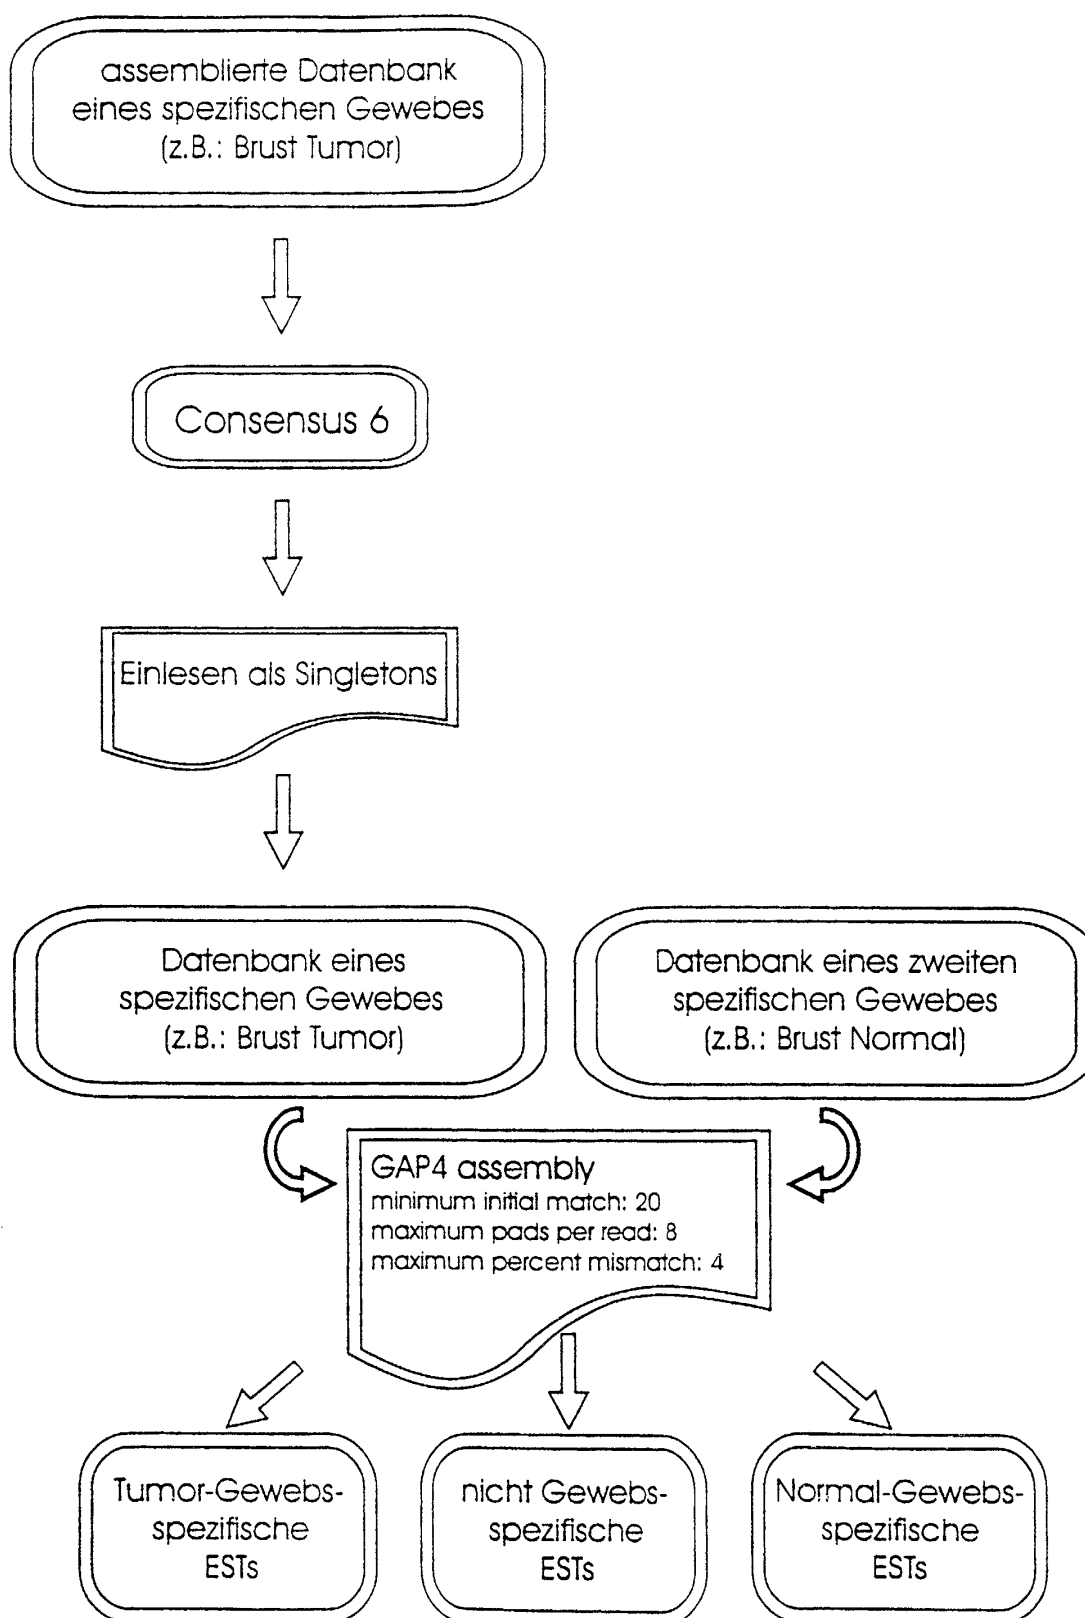 assemblierte Datenbank
eines spezifischen Gewebes
(z.B.: Brust Tumor)
Consensus 6
Einlesen als Singletons
Datenbank eines
spezifischen Gewebes
(z.B.: Brust Tumor)
Datenbank eines zweiten
spezifischen Gewebes
(z.B.: Brust Normal)
GAP4 assembly
minimum initial match: 20
maximum pads per read: 8
maximum percent mismatch: 4
Tumor-Gewebs-
spezifische
ESTs
nicht Gewebs-
spezifische
ESTs
Normal-Gewebs-
spezifische
ESTs